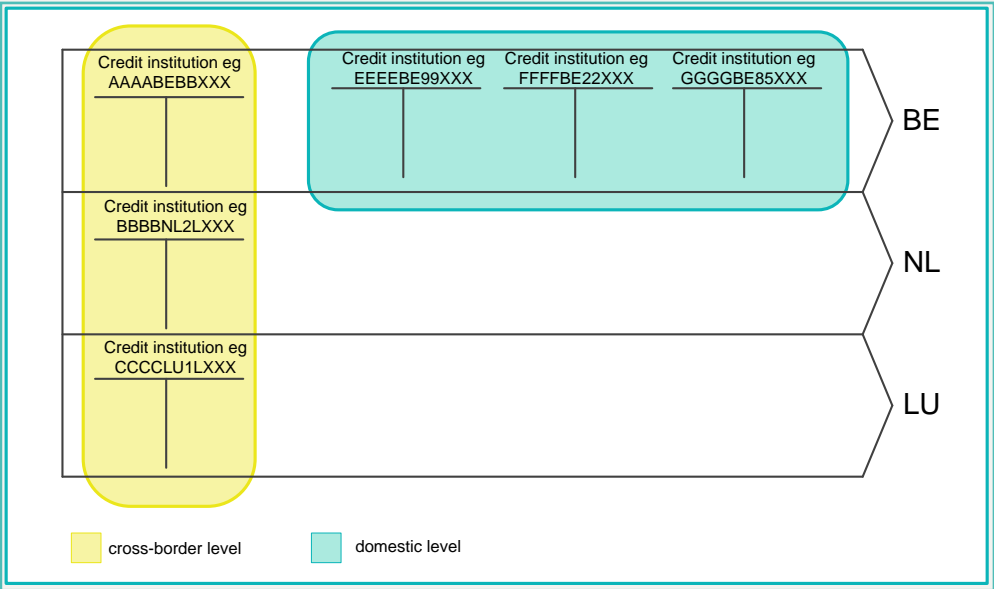 Credit institution eg
AAAABEBBXXX
Credit institution eg
EEEEBE99XXX
Credit institution eg
FFFFBE22XXX
Credit institution eg
GGGGBE85XXX
BE
Credit institution eg
BBBBNL2LXXX
NL
Credit institution eg
CCCCLU1LXXX
LU
cross-border level
domestic level